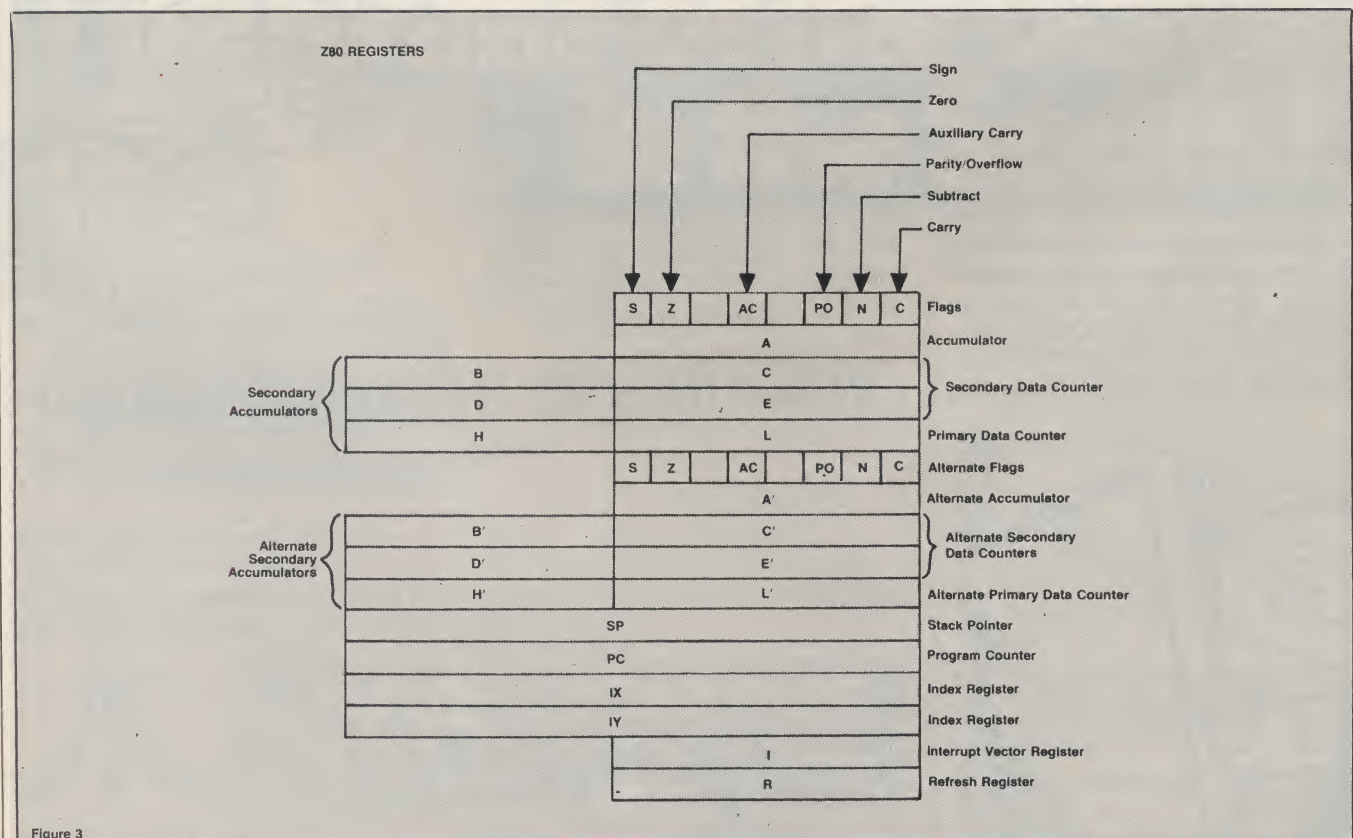 Z80 REGISTERS
Sign
Zero
Auxiliary Carry
Parity/Overflow
Subtract
Carry
S Z AC PO N C Flags
A Accumulator
Secondary
Accumulators
B C
D E
Secondary Data Counter
H L Primary Data Counter
S Z AC PO N C Alternate Flags
A' Alternate Accumulator
Alternate
Secondary
Accumulators
B' C'
D' E'
Alternate Secondary
Data Counters
H' L' Alternate Primary Data Counter
SP Stack Pointer
PC Program Counter
IX Index Register
IY Index Register
I Interrupt Vector Register
R Refresh Register
Figure 3